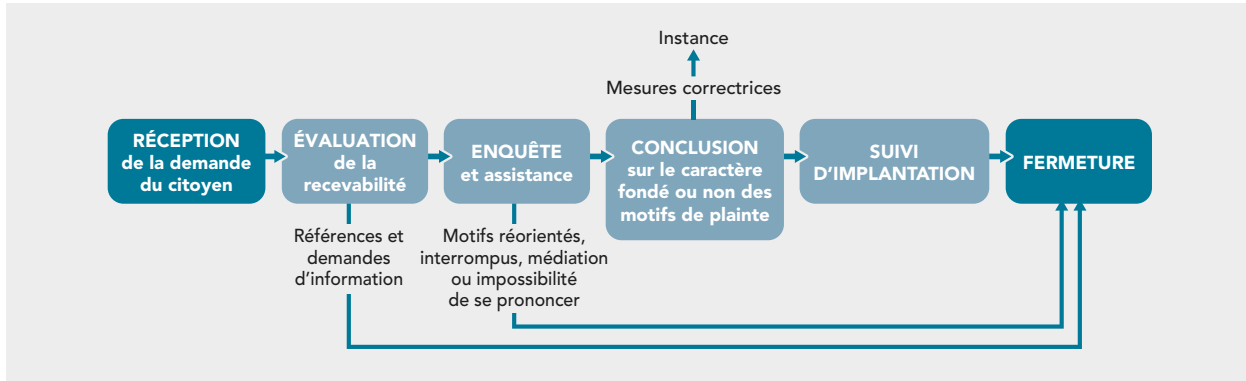 Instance
Mesures correctrices
RÉCEPTION
de la demande
du citoyen
ÉVALUATION
de la
recevabilité
ENQUÊTE
et assistance
CONCLUSION
sur le caractère
fondé ou non des
motifs de plainte
SUIVI
D’IMPLANTATION
FERMETURE
Références et
demandes
d’information
Motifs réorientés,
interrompus, médiation
ou impossibilité
de se prononcer